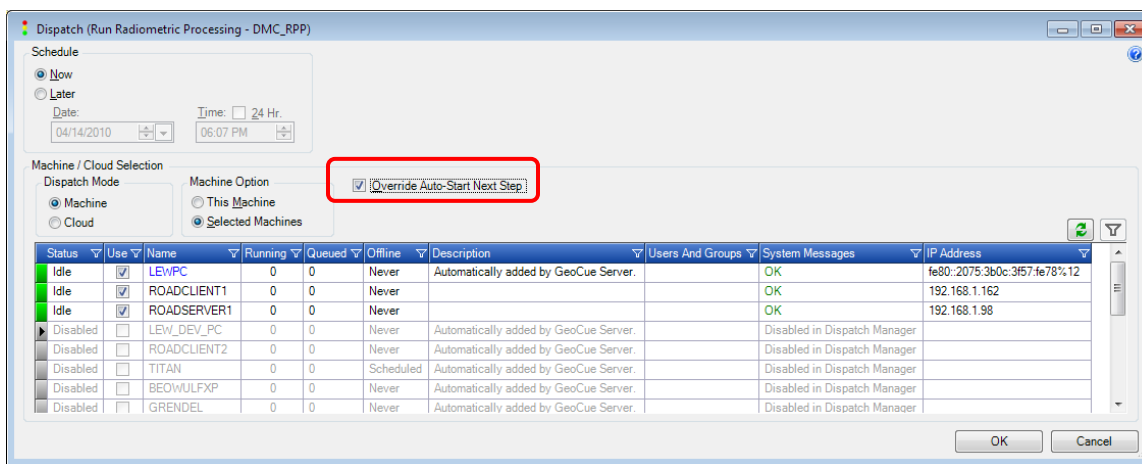 Dispatch (Run Radiometric Processing - DMC_RPP)
Schedule
Now
Later
Date: Time: 24 Hr.
04/14/2010 06:07 PM
Machine / Cloud Selection
Dispatch Mode Machine Option Override Auto-Start Next Step
Machine This Machine
Cloud Selected Machines
Status Use Name Running Queued Offline Description Users And Groups System Messages IP Address
Idle LEWPC 0 0 Never Automatically added by GeoCue Server. OK fe80::2075:3b0c:3f57:fe78%12
Idle ROADCLIENT1 0 0 Never OK 192.168.1.162
Idle ROADSERVER1 0 0 Never OK 192.168.1.98
Disabled LEW_DEV_PC 0 0 Never Automatically added by GeoCue Server. Disabled in Dispatch Manager
Disabled ROADCLIENT2 0 0 Never Automatically added by GeoCue Server. Disabled in Dispatch Manager
Disabled TITAN 0 0 Scheduled Automatically added by GeoCue Server. Disabled in Dispatch Manager
Disabled BEOWULFXP 0 0 Never Automatically added by GeoCue Server. Disabled in Dispatch Manager
Disabled GRENDEL 0 0 Never Automatically added by GeoCue Server. Disabled in Dispatch Manager
OK Cancel